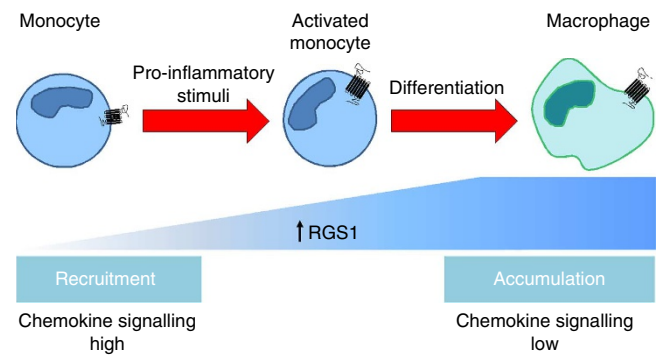 Monocyte
Activated
monocyte
Macrophage
Pro-inflammatory
stimuli
Differentiation
RGS1
Recruitment
Accumulation
Chemokine signalling
high
Chemokine signalling
low